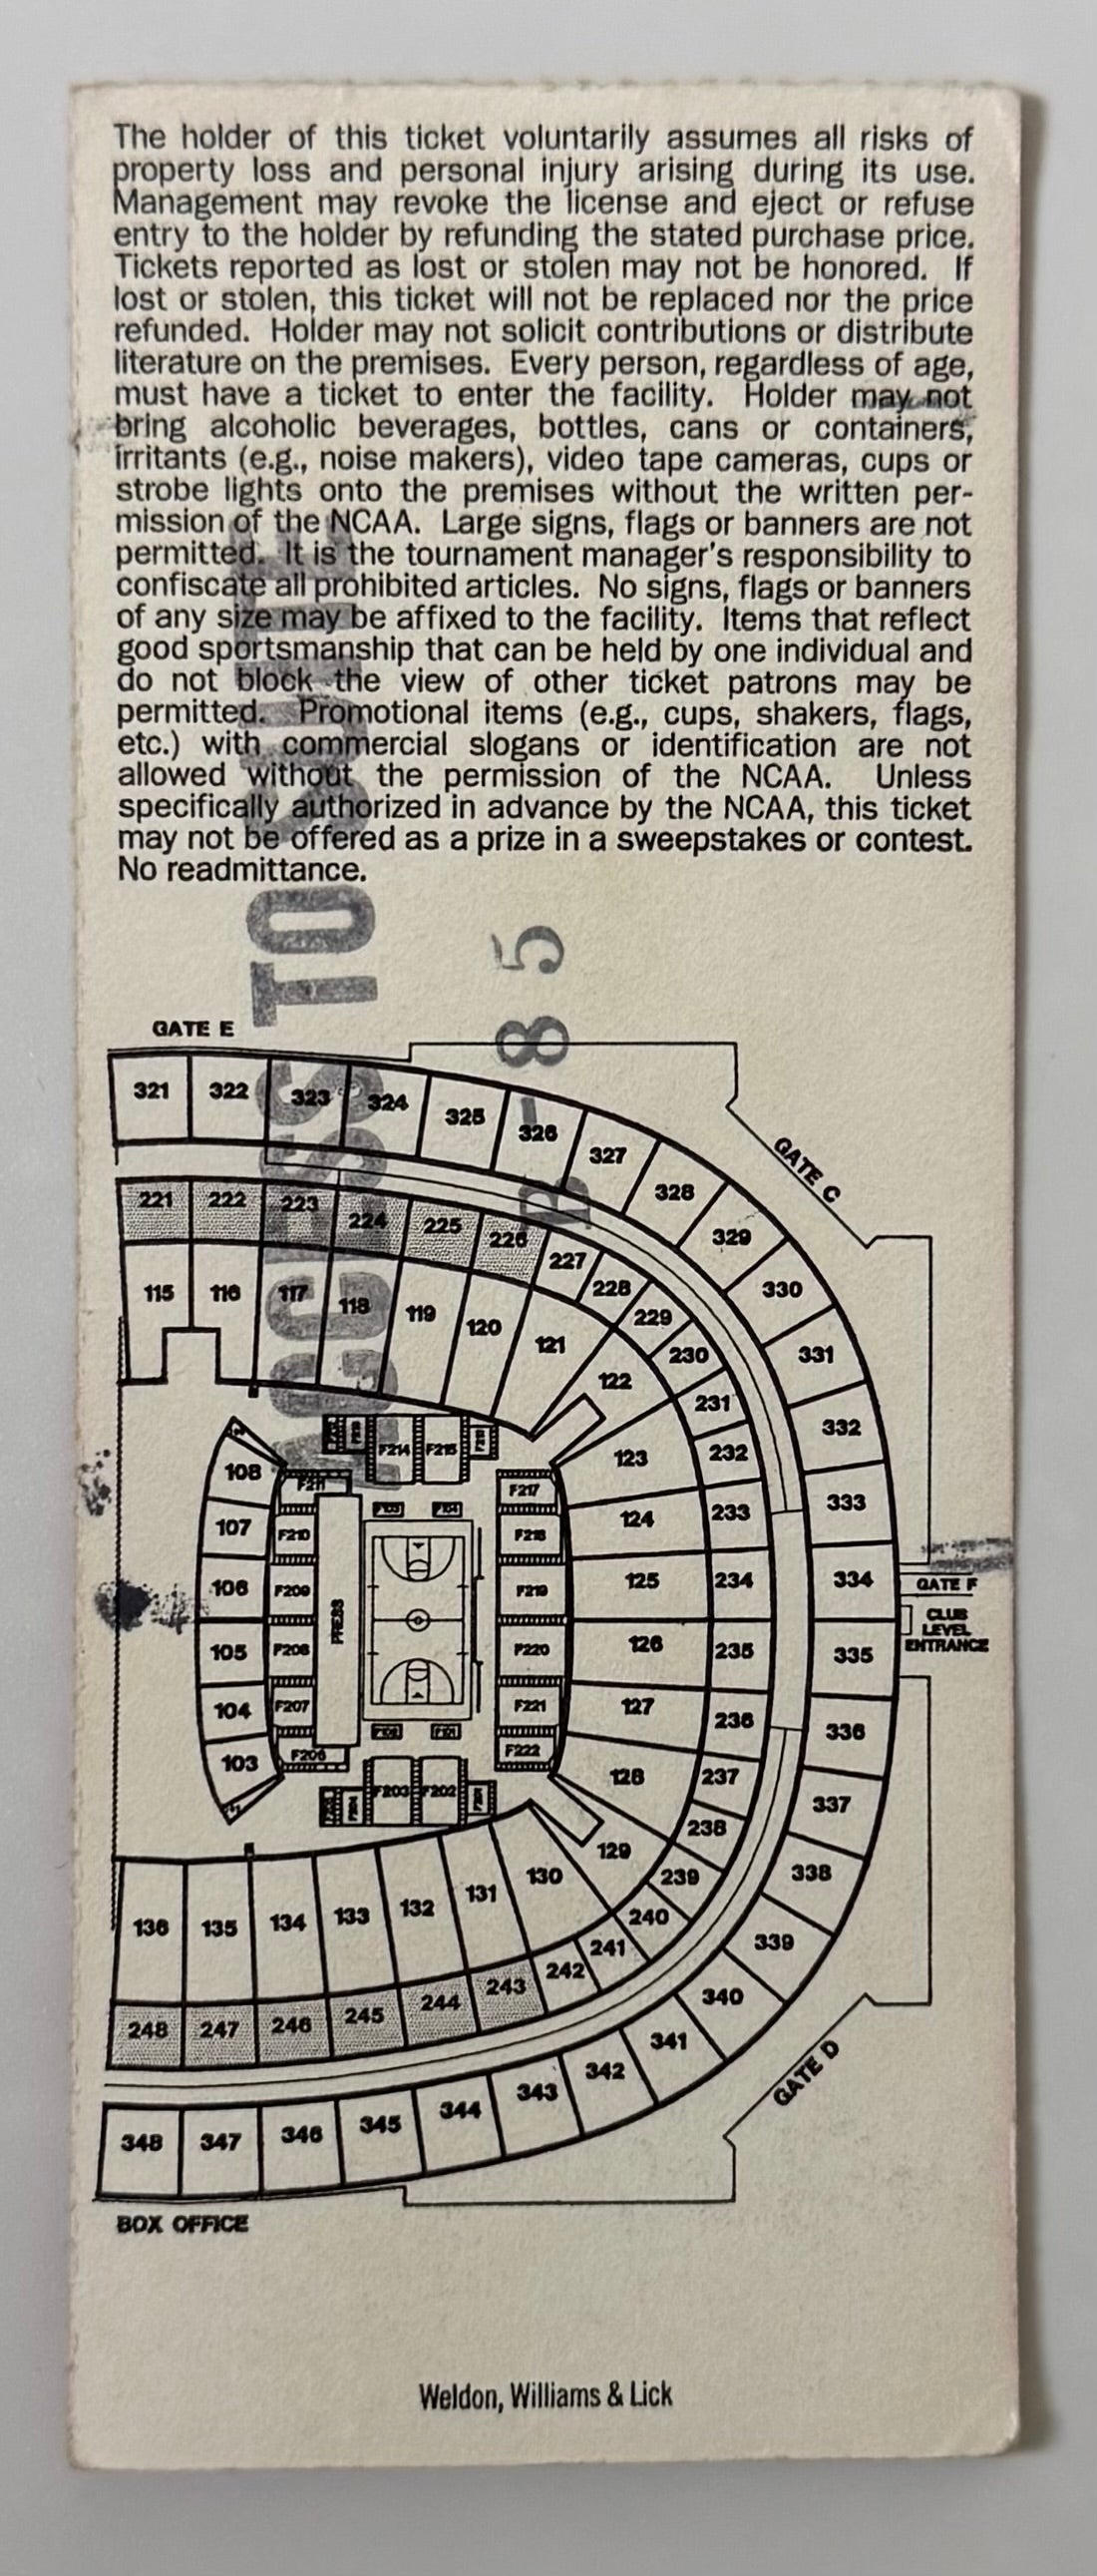 The holder of this ticket voluntarily assumes all risks of
property loss and personal injury arising during its use.
Management may revoke the license and eject or refuse
entry to the holder by refunding the stated purchase price.
Tickets reported as lost or stolen may not be honored. If
lost or stolen, this ticket will not be replaced nor the price
refunded. Holder may not solicit contributions or distribute
literature on the premises. Every person, regardless of age,
must have a ticket to enter the facility. Holder may not
bring alcoholic beverages, bottles, cans or containers,
irritants (e.g., noise makers), video tape cameras, cups or
strobe lights onto the premises without the written per-
mission of the NCAA. Large signs, flags or banners are not
permitted. It is the tournament manager's responsibility to
confiscate all prohibited articles. No signs, flags or banners
of any size may be affixed to the facility. Items that reflect
good sportsmanship that can be held by one individual and
do not block the view of other ticket patrons may be
permitted. Promotional items (e.g., cups, shakers, flags,
etc.) with commercial slogans or identification are not
allowed without the permission of the NCAA. Unless
specifically authorized in advance by the NCAA, this ticket
may not be offered as a prize in a sweepstakes or contest.
No readmittance.
ACCESS TO SUITE
B-85
GATE E
321 322 323 324 325 326 327 328 329 330 331 332 333 334 335 336 337 338 339 340 341 342 343 344 345 346 347 348
GATE C
221 222 223 224 225 226 227 228 229 230 231 232 233 234 235 236 237 238 239 240 241 242 243 244 245 246 247 248
115 116 117 118 119 120 121 122 123 124 125 126 127 128 129 130 131 132 133 134 135 136
108
107
106
105
104
103
F214 F215
F211 F217
F210 F218
F209 F219
F208 F220
F207 F221
F206 F222
F203 F202
PRESS
GATE F
CLUB
LEVEL
ENTRANCE
GATE D
BOX OFFICE
Weldon, Williams & Lick